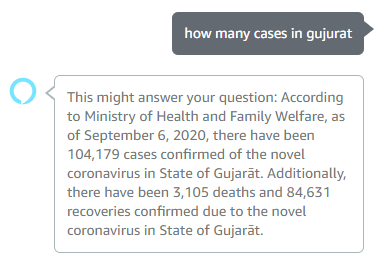 how many cases in gujurat
This might answer your question: According
to Ministry of Health and Family Welfare, as
of September 6, 2020, there have been
104,179 cases confirmed of the novel
coronavirus in State of Gujarāt. Additionally,
there have been 3,105 deaths and 84,631
recoveries confirmed due to the novel
coronavirus in State of Gujarāt.